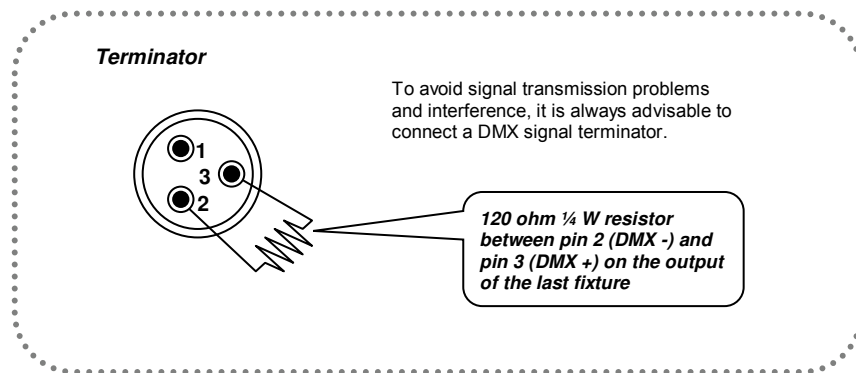 Terminator
To avoid signal transmission problems
and interference, it is always advisable to
connect a DMX signal terminator.
1
3
2
120 ohm ¼ W resistor
between pin 2 (DMX -) and
pin 3 (DMX +) on the output
of the last fixture